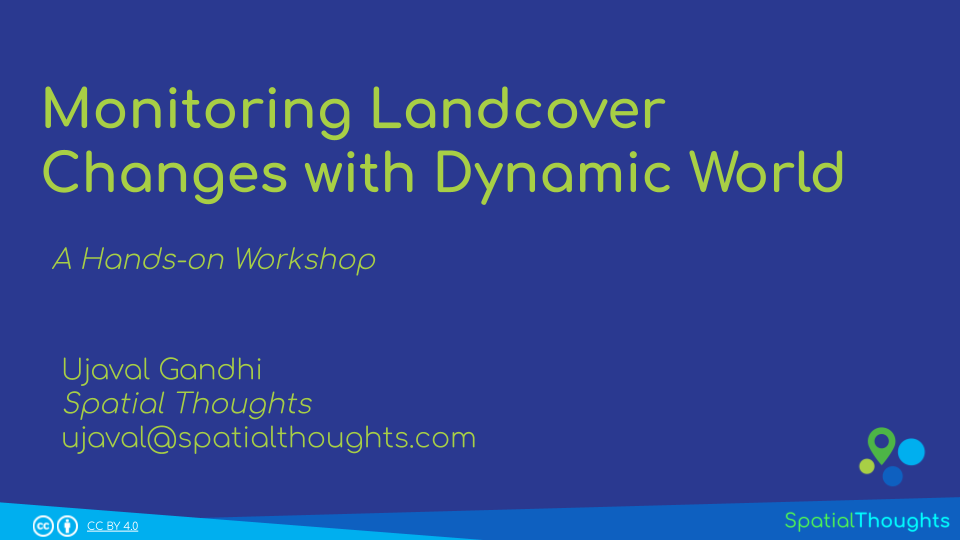 Monitoring Landcover
Changes with Dynamic World
A Hands-on Workshop
Ujaval Gandhi
Spatial Thoughts
ujaval@spatialthoughts.com
cc
CC BY 4.0
SpatialThoughts